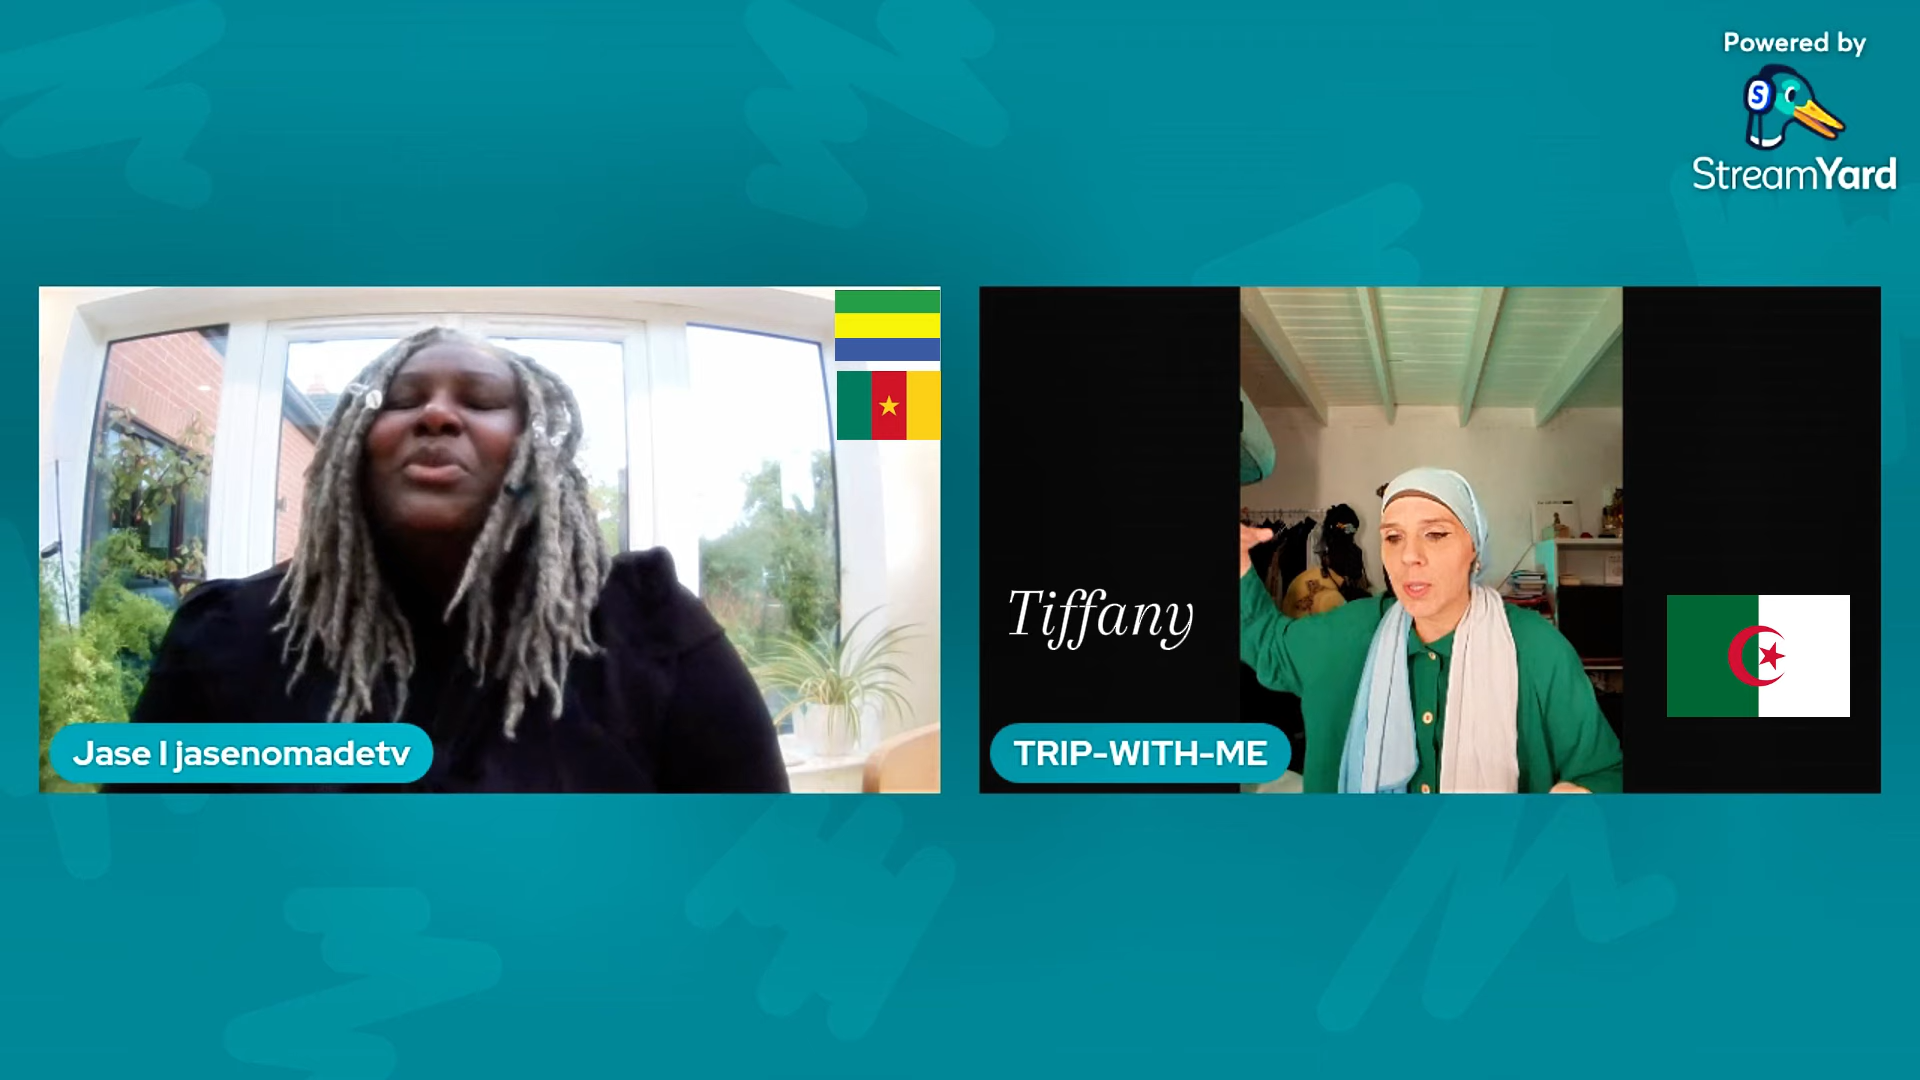 Powered by
S
StreamYard
Tiffany
Jase I jasenomadetv
TRIP-WITH-ME